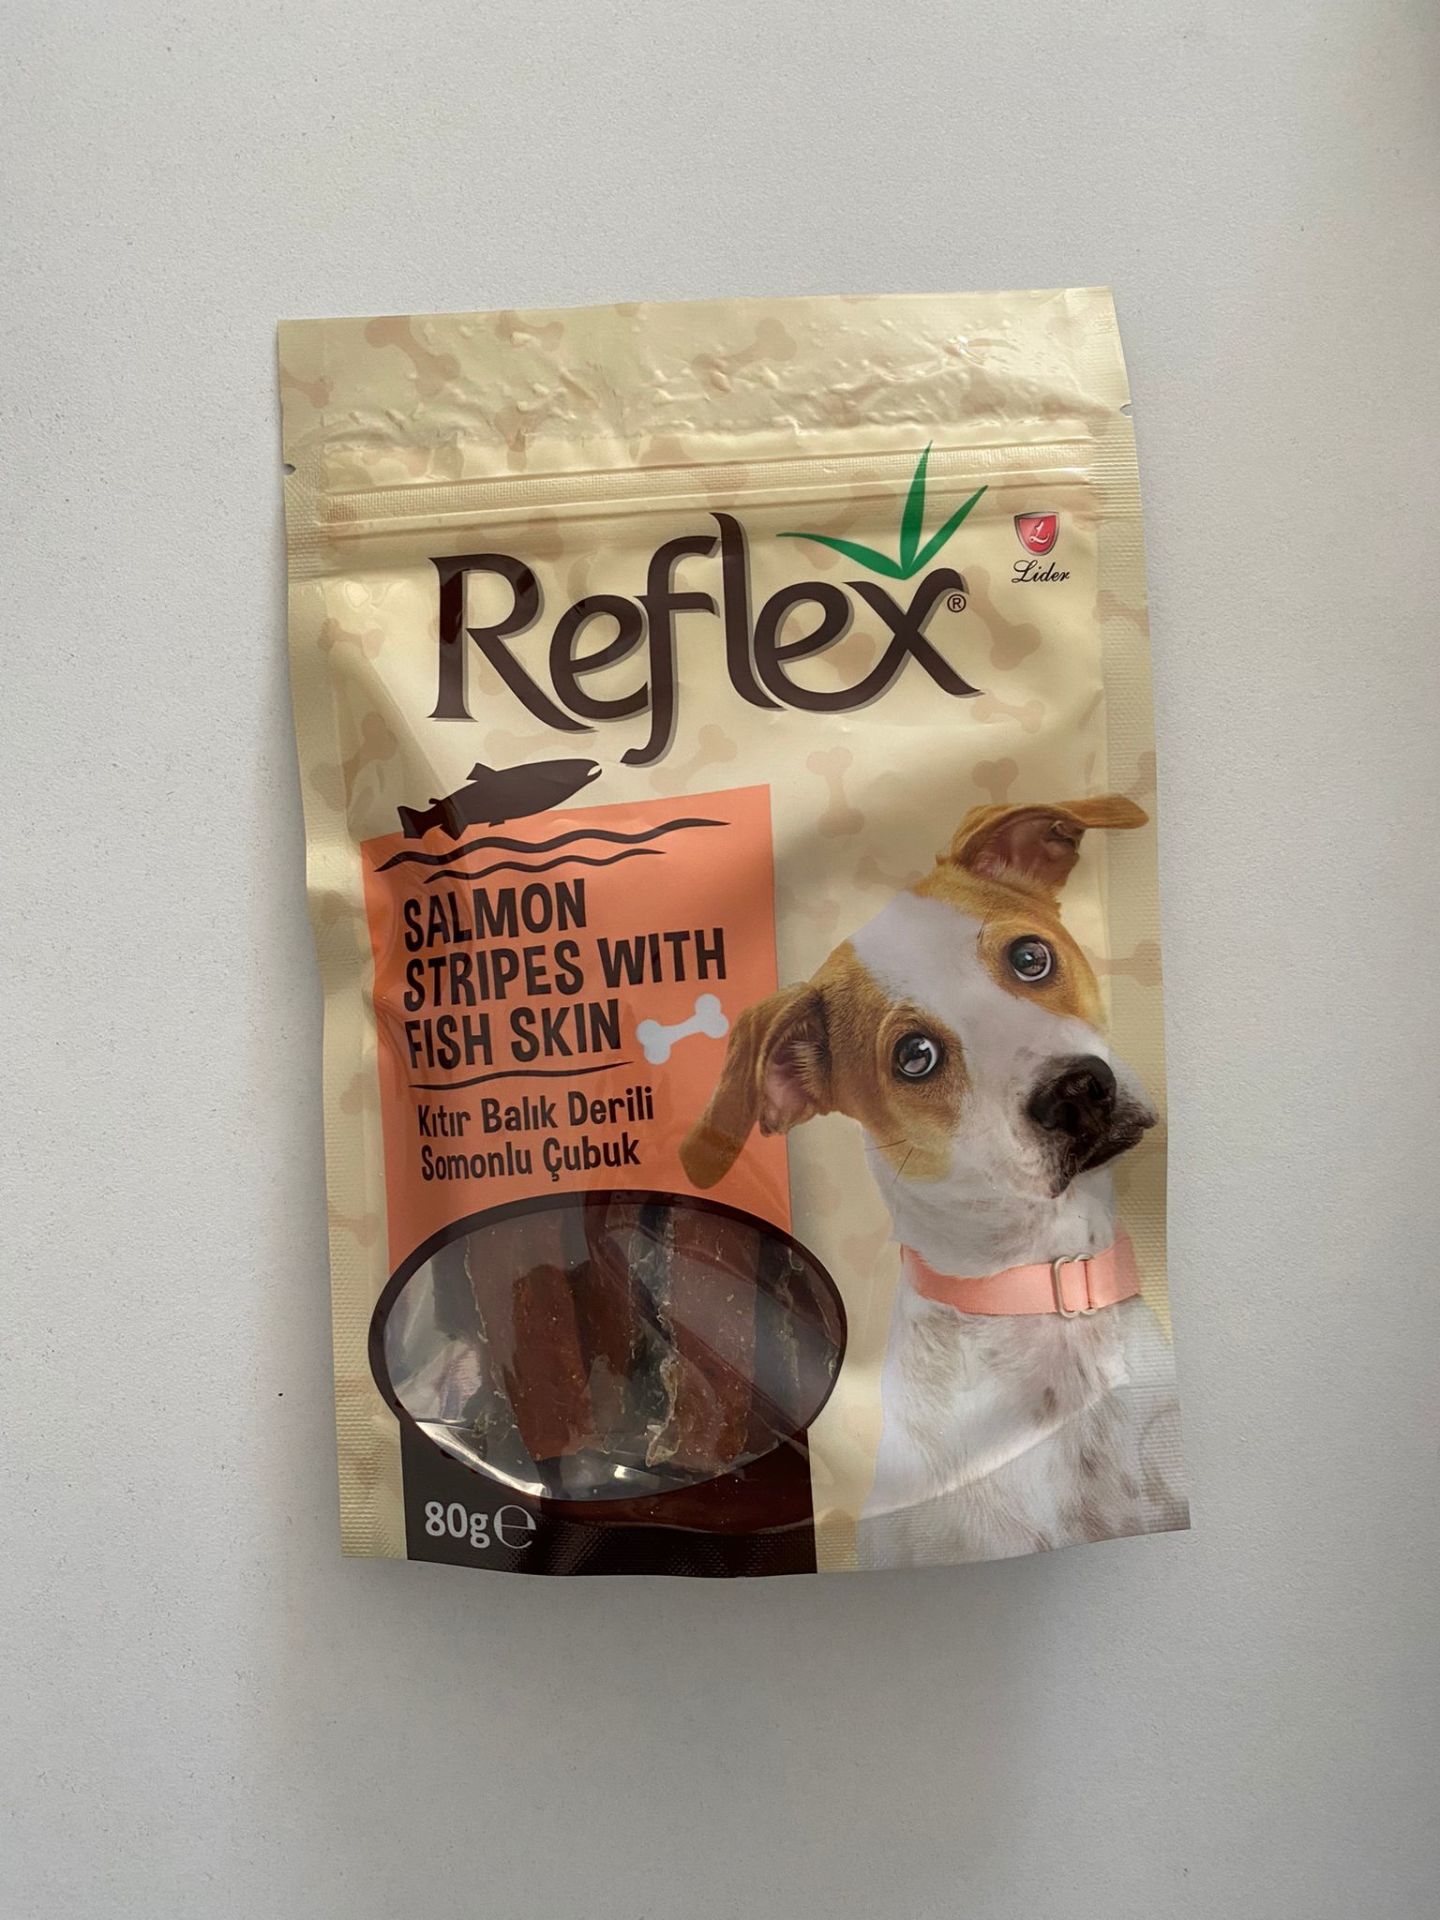 Reflex®
L
Lider
SALMON
STRIPES WITH
FISH SKIN
Kıtır Balık Derili
Somonlu Çubuk
80g℮